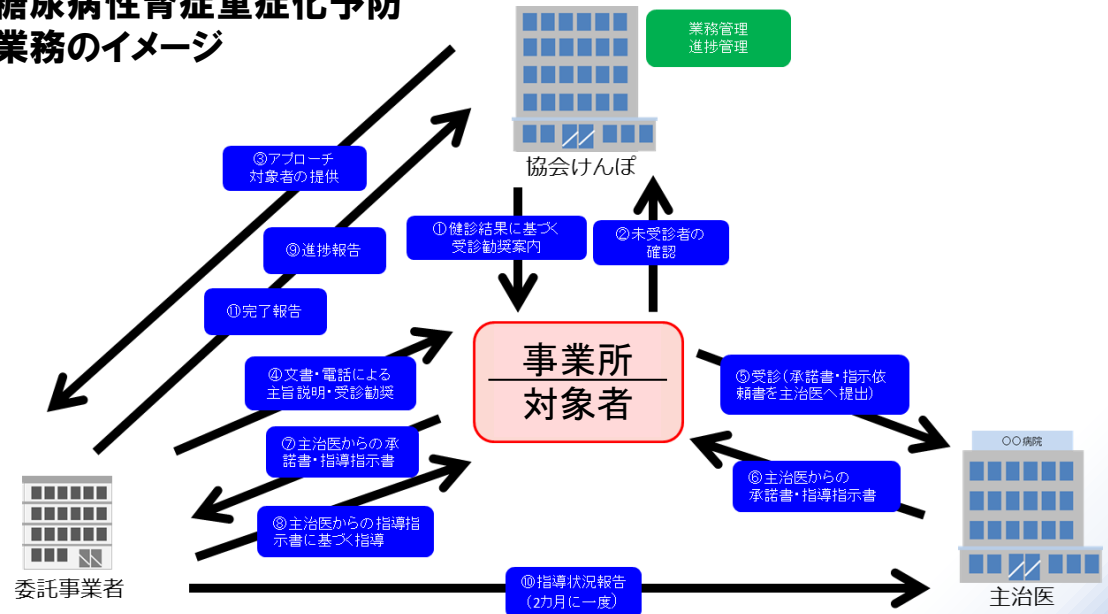 糖尿病性腎症重症化予防
業務のイメージ
業務管理
進捗管理
協会けんぽ
③アプローチ
対象者の提供
①健診結果に基づく
受診勧奨案内
②未受診者の
確認
⑨進捗報告
⑪完了報告
事業所
対象者
④文書・電話による
主旨説明・受診勧奨
⑤受診(承諾書・指示依
頼書を主治医へ提出)
⑦主治医からの承
諾書・指導指示書
〇〇病院
⑥主治医からの
承諾書・指導指示書
⑧主治医からの指導指
示書に基づく指導
委託事業者
⑩指導状況報告
(2カ月に一度)
主治医